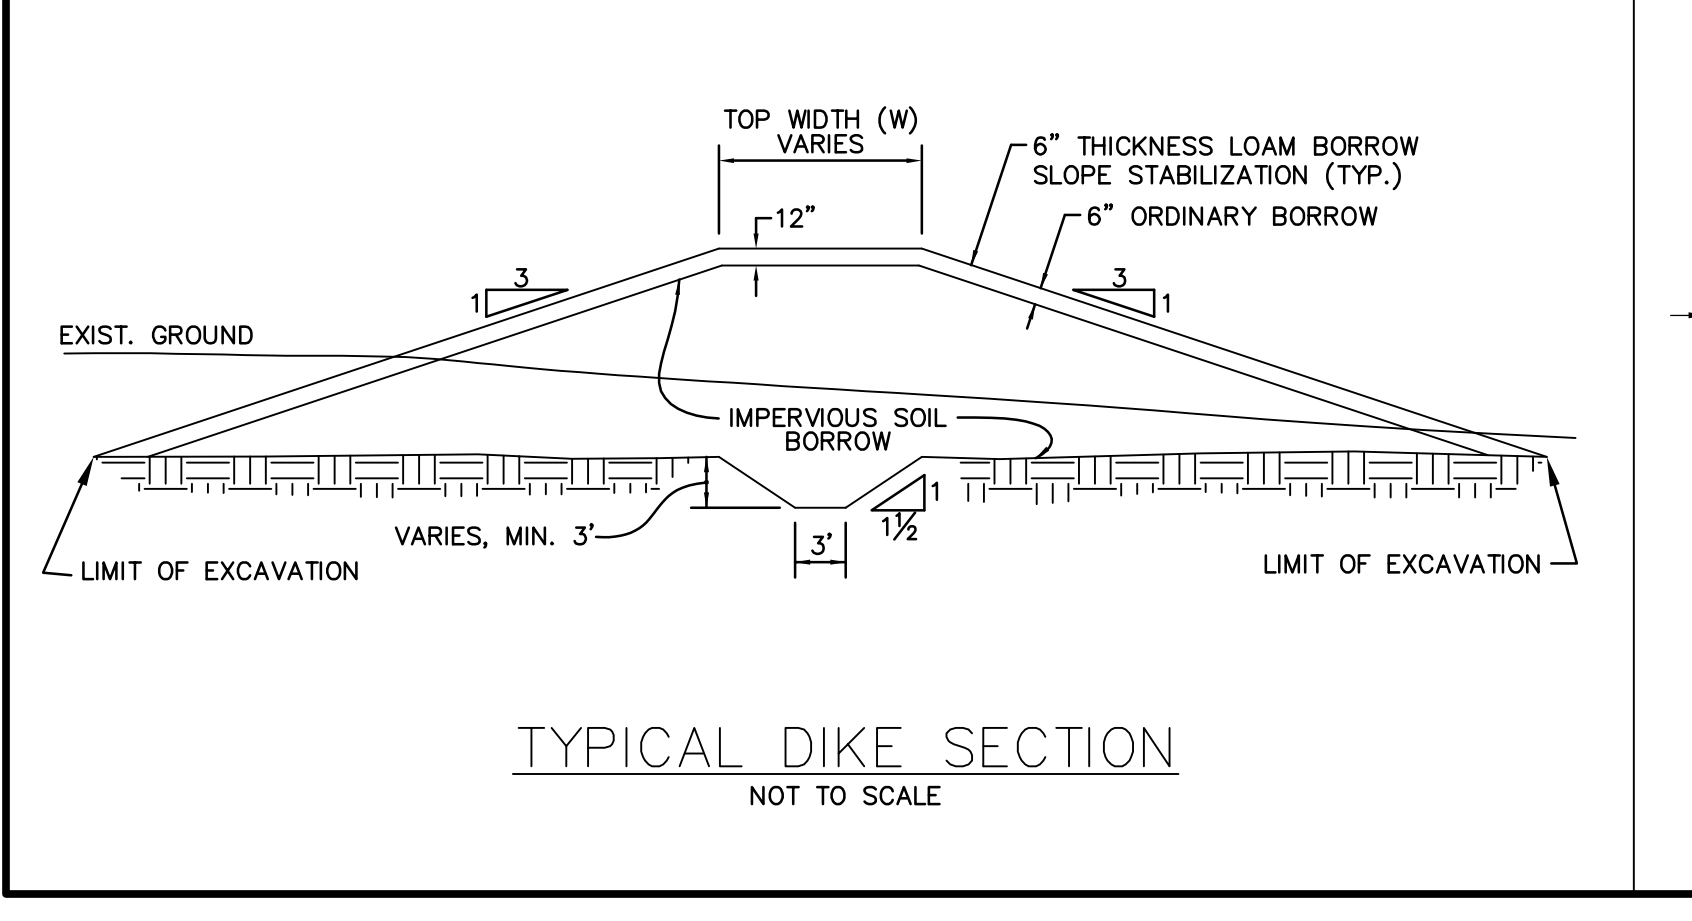 TOP WIDTH (W)
VARIES
6" THICKNESS LOAM BORROW
SLOPE STABILIZATION (TYP.)
12"
6" ORDINARY BORROW
3
1
3
1
EXIST. GROUND
IMPERVIOUS SOIL
BORROW
1
1½
VARIES, MIN. 3'
3'
LIMIT OF EXCAVATION
LIMIT OF EXCAVATION
TYPICAL DIKE SECTION
NOT TO SCALE